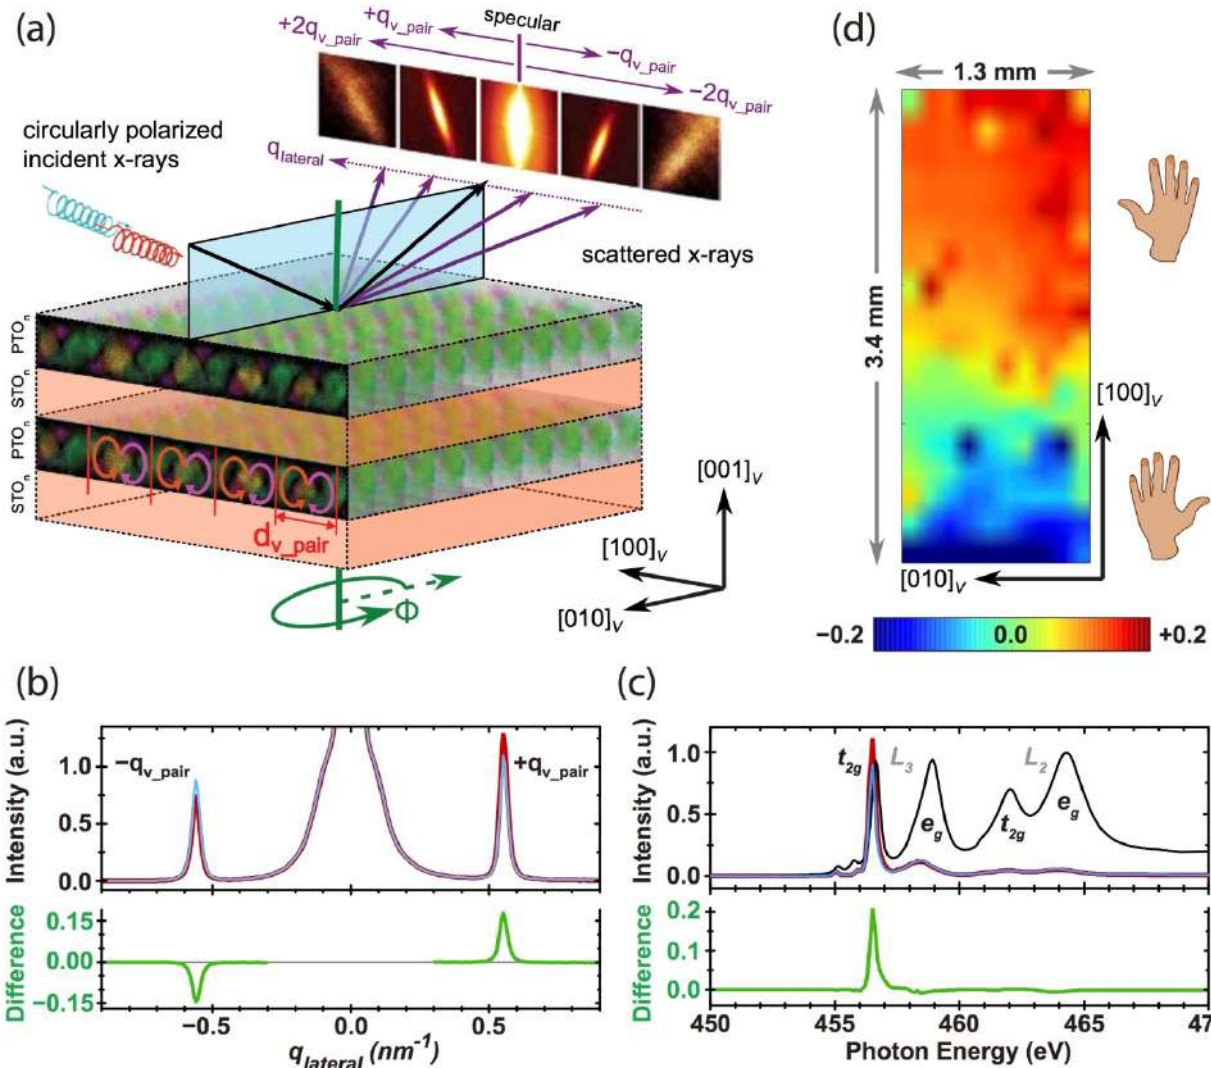 (a)
+2q_v_pair
+q_v_pair
specular
−q_v_pair
−2q_v_pair
circularly polarized
incident x-rays
q_lateral
scattered x-rays
PTO_n
STO_n
PTO_n
STO_n
d_v_pair
Φ
[001]_V
[100]_V
[010]_V
(d)
1.3 mm
3.4 mm
[100]_V
[010]_V
−0.2
0.0
+0.2
(b)
Intensity (a.u.)
1.0
0.5
0.0
−q_v_pair
+q_v_pair
Difference
0.15
0.00
−0.15
−0.5
0.0
0.5
q_lateral (nm⁻¹)
(c)
Intensity (a.u.)
1.0
0.5
0.0
t_2g
L_3
e_g
t_2g
L_2
e_g
Difference
0.2
0.1
0.0
450
455
460
465
47
Photon Energy (eV)